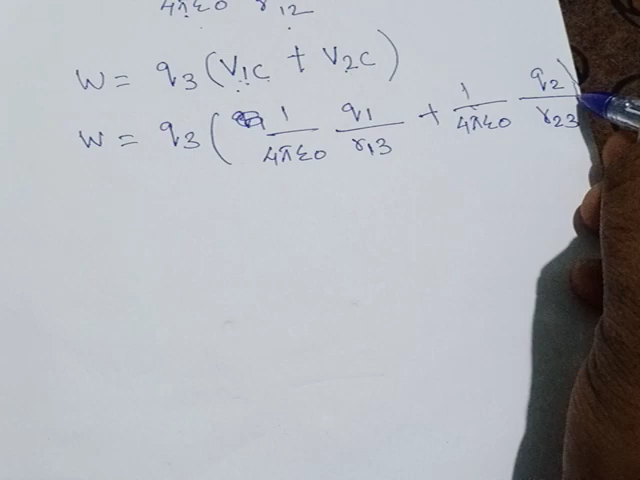 4πε0 r12
W = q3 (V1C + V2C)
W = q3 ( 1/4πε0 q1/r13 + 1/4πε0 q2/r23 )